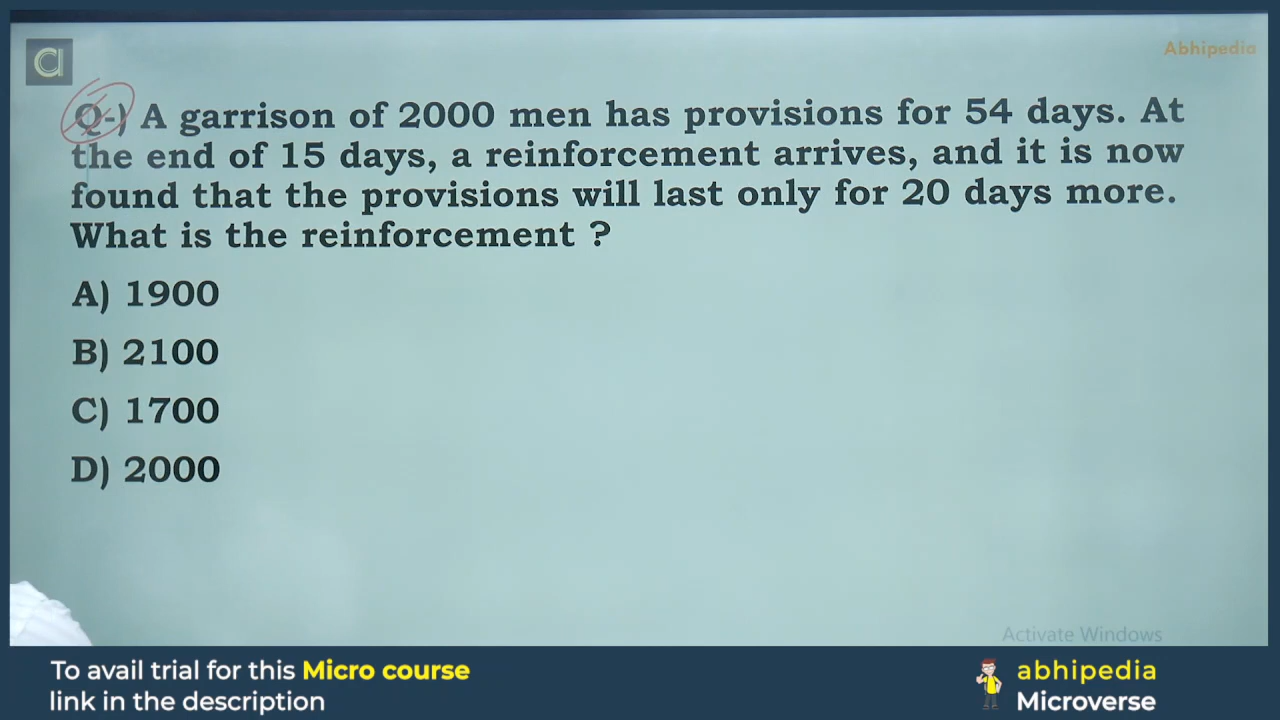 Abhipedia
Q-) A garrison of 2000 men has provisions for 54 days. At
the end of 15 days, a reinforcement arrives, and it is now
found that the provisions will last only for 20 days more.
What is the reinforcement ?
A) 1900
B) 2100
C) 1700
D) 2000
Activate Windows
To avail trial for this Micro course
link in the description
abhipedia
Microverse